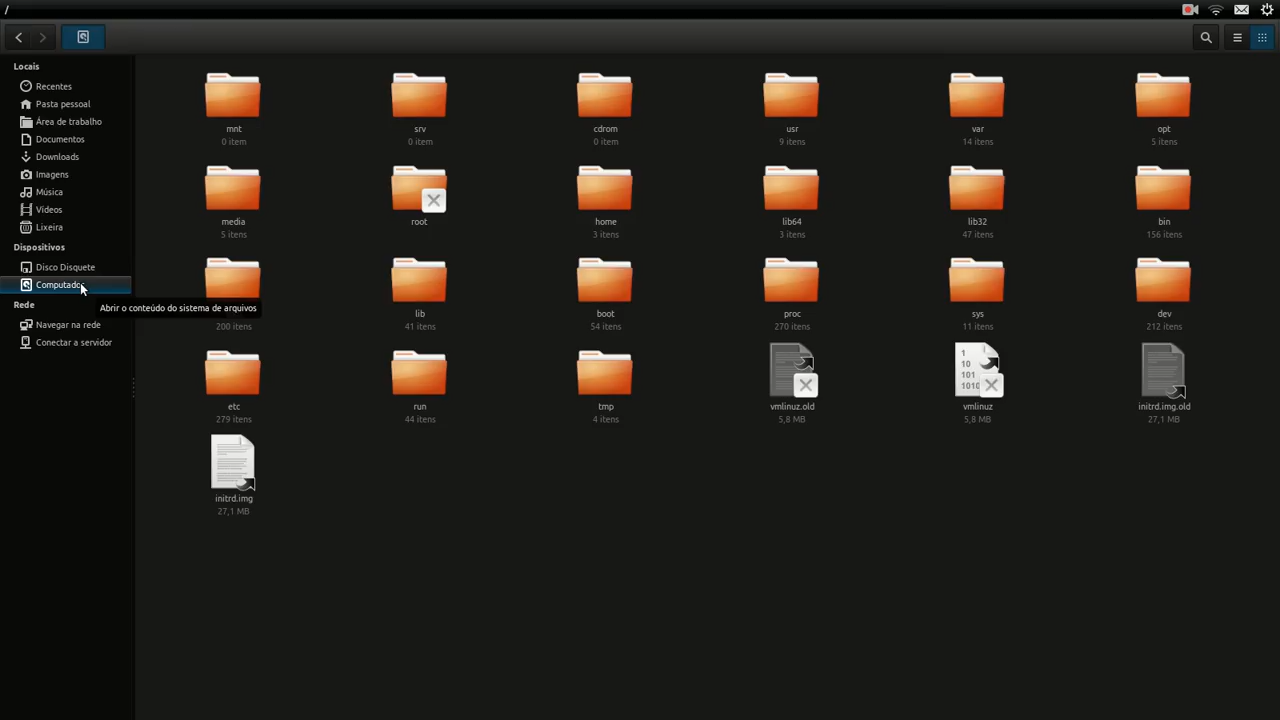 /
Locais
Recentes
Pasta pessoal
Área de trabalho
Documentos
Downloads
Imagens
Música
Vídeos
Lixeira
Dispositivos
Disco Disquete
Computador
Rede
Navegar na rede
Conectar a servidor
Abrir o conteúdo do sistema de arquivos
mnt
0 item
srv
0 item
cdrom
0 item
usr
9 itens
var
14 itens
opt
5 itens
media
5 itens
root
home
3 itens
lib64
3 itens
lib32
47 itens
bin
156 itens
200 itens
lib
41 itens
boot
54 itens
proc
270 itens
sys
11 itens
dev
212 itens
etc
279 itens
run
44 itens
tmp
4 itens
vmlinuz.old
5,8 MB
1
10
101
1010
vmlinuz
5,8 MB
initrd.img.old
27,1 MB
initrd.img
27,1 MB